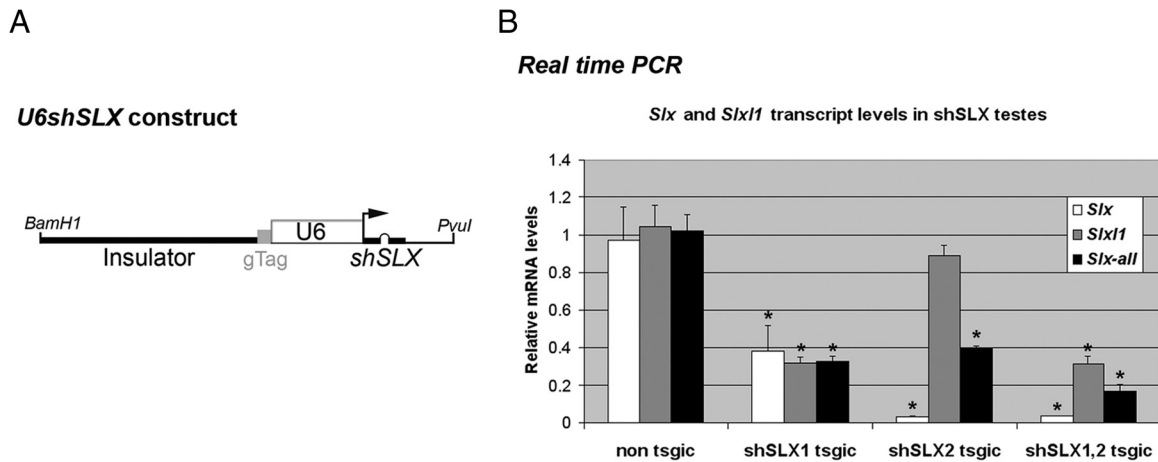 A
B
Real time PCR
U6shSLX construct
BamH1
PvuI
U6
Insulator
gTag
shSLX
Slx and Slxl1 transcript levels in shSLX testes
Relative mRNA levels
1.4
1.2
1
0.8
0.6
0.4
0.2
0
Slx
Slxl1
Slx-all
*
*
*
*
*
*
*
*
non tsgic
shSLX1 tsgic
shSLX2 tsgic
shSLX1,2 tsgic